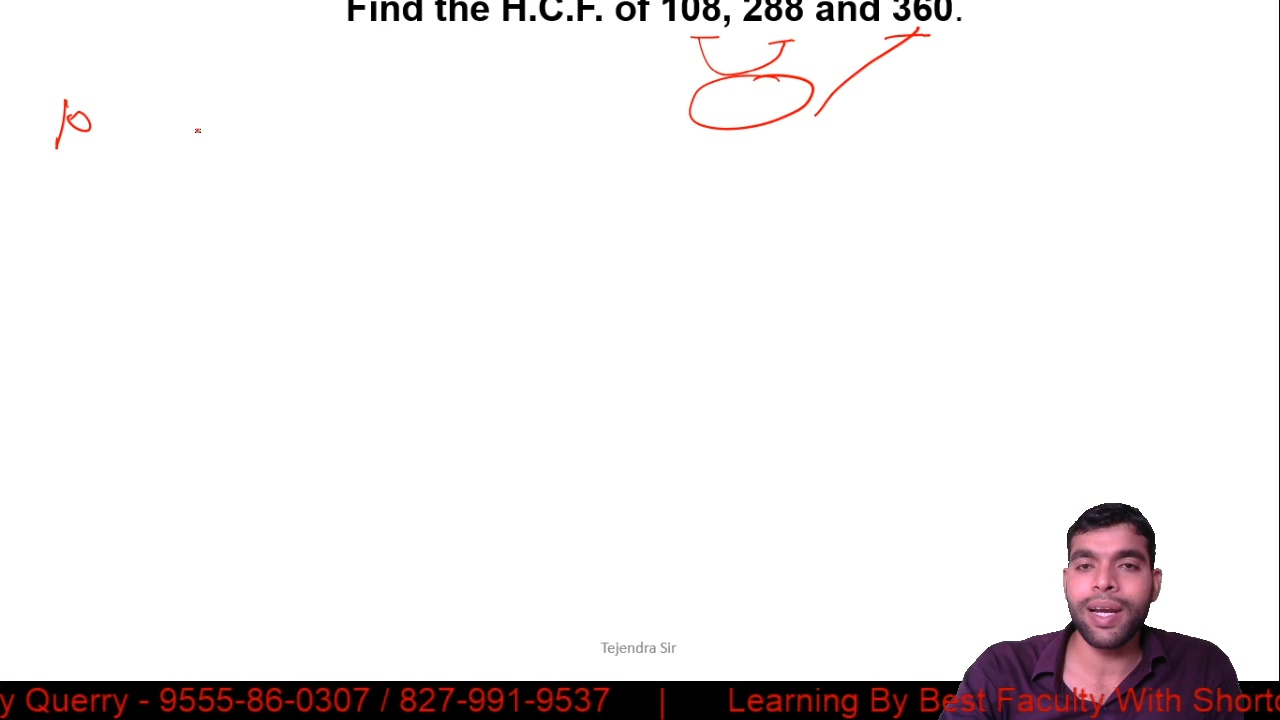 Find the H.C.F. of 108, 288 and 360.
10
Tejendra Sir
y Querry - 9555-86-0307 / 827-991-9537 | Learning By Best Faculty With Shorto